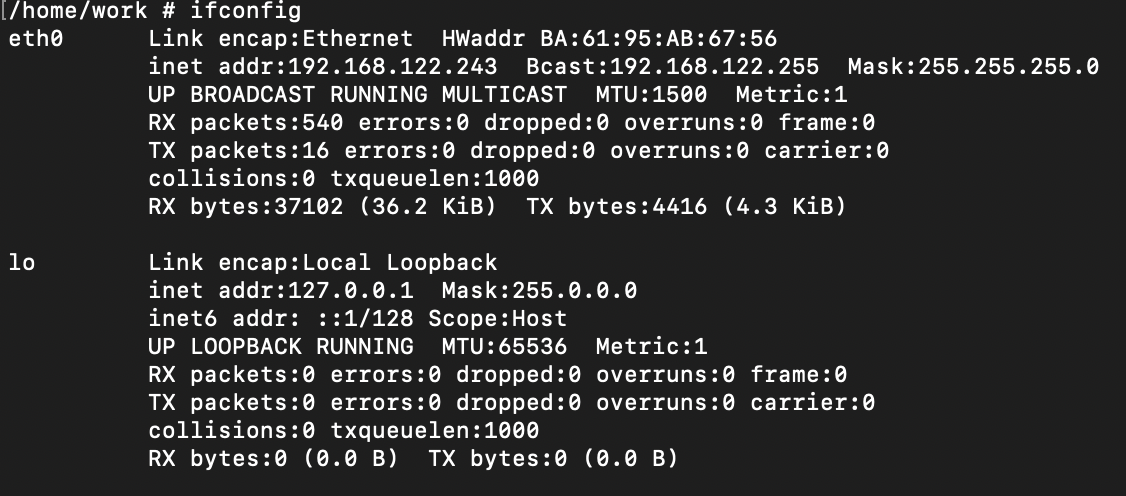 [/home/work # ifconfig
eth0      Link encap:Ethernet  HWaddr BA:61:95:AB:67:56
          inet addr:192.168.122.243  Bcast:192.168.122.255  Mask:255.255.255.0
          UP BROADCAST RUNNING MULTICAST  MTU:1500  Metric:1
          RX packets:540 errors:0 dropped:0 overruns:0 frame:0
          TX packets:16 errors:0 dropped:0 overruns:0 carrier:0
          collisions:0 txqueuelen:1000
          RX bytes:37102 (36.2 KiB)  TX bytes:4416 (4.3 KiB)

lo        Link encap:Local Loopback
          inet addr:127.0.0.1  Mask:255.0.0.0
          inet6 addr: ::1/128 Scope:Host
          UP LOOPBACK RUNNING  MTU:65536  Metric:1
          RX packets:0 errors:0 dropped:0 overruns:0 frame:0
          TX packets:0 errors:0 dropped:0 overruns:0 carrier:0
          collisions:0 txqueuelen:1000
          RX bytes:0 (0.0 B)  TX bytes:0 (0.0 B)